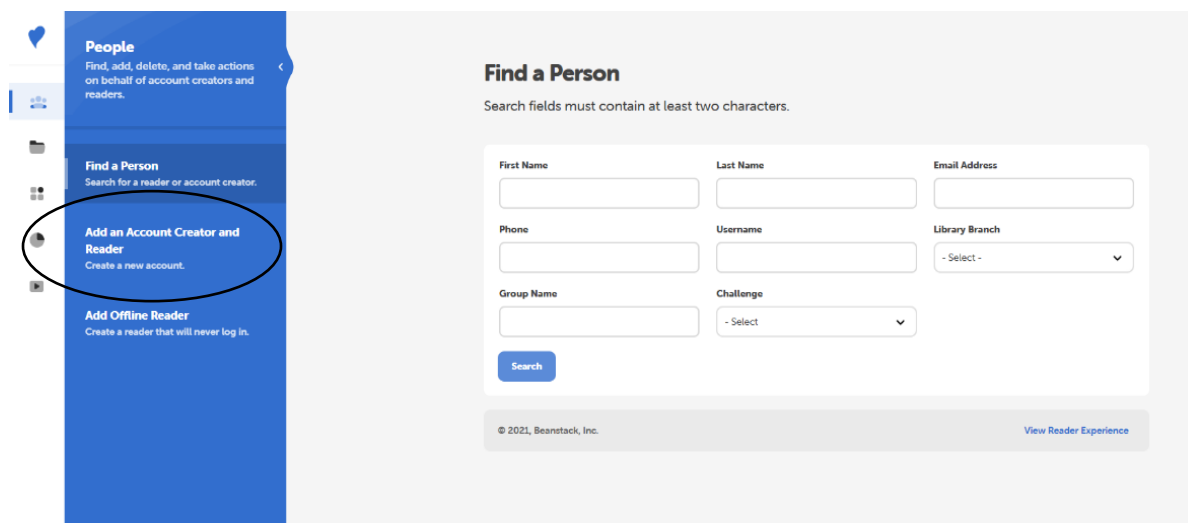 People
Find, add, delete, and take actions
on behalf of account creators and
readers.
Find a Person
Search for a reader or account creator.
Add an Account Creator and
Reader
Create a new account.
Add Offline Reader
Create a reader that will never log in.
Find a Person
Search fields must contain at least two characters.
First Name
Last Name
Email Address
Phone
Username
Library Branch
- Select -
Group Name
Challenge
- Select
Search
© 2021, Beanstack, Inc.
View Reader Experience